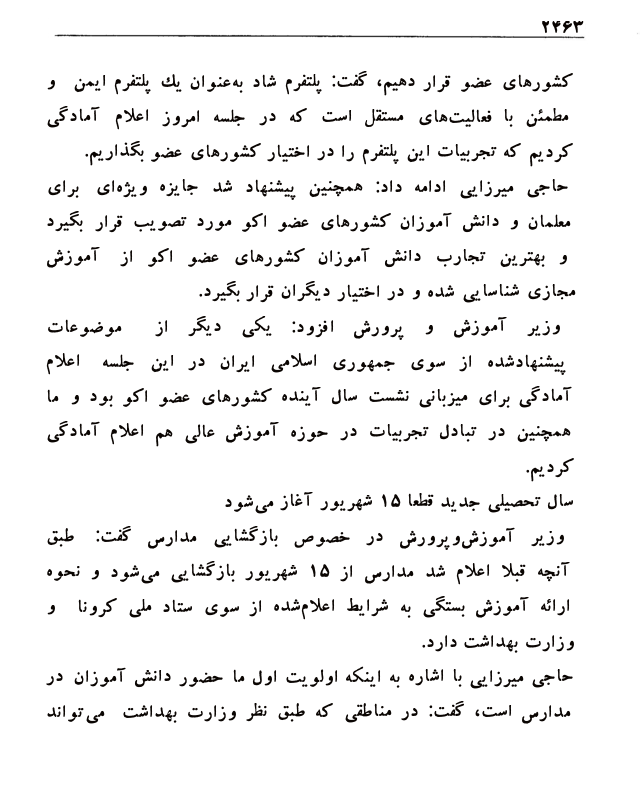 ۲۴۶۳
کشورهای عضو قرار دهیم، گفت: پلتفرم شاد به‌عنوان یك پلتفرم ایمن و
مطمئن با فعالیت‌های مستقل است که در جلسه امروز اعلام آمادگی
کردیم که تجربیات این پلتفرم را در اختیار کشورهای عضو بگذاریم.
حاجی میرزایی ادامه داد: همچنین پیشنهاد شد جایزه ویژه‌ای برای
معلمان و دانش آموزان کشورهای عضو اکو مورد تصویب قرار بگیرد
و بهترین تجارب دانش آموزان کشورهای عضو اکو از آموزش
مجازی شناسایی شده و در اختیار دیگران قرار بگیرد.
وزیر آموزش و پرورش افزود: یکی دیگر از موضوعات
پیشنهادشده از سوی جمهوری اسلامی ایران در این جلسه اعلام
آمادگی برای میزبانی نشست سال آینده کشورهای عضو اکو بود و ما
همچنین در تبادل تجربیات در حوزه آموزش عالی هم اعلام آمادگی
کردیم.
سال تحصیلی جدید قطعا ۱۵ شهریور آغاز می‌شود
وزیر آموزش‌وپرورش در خصوص بازگشایی مدارس گفت: طبق
آنچه قبلا اعلام شد مدارس از ۱۵ شهریور بازگشایی می‌شود و نحوه
ارائه آموزش بستگی به شرایط اعلام‌شده از سوی ستاد ملی کرونا و
وزارت بهداشت دارد.
حاجی میرزایی با اشاره به اینکه اولویت اول ما حضور دانش آموزان در
مدارس است، گفت: در مناطقی که طبق نظر وزارت بهداشت می‌تواند